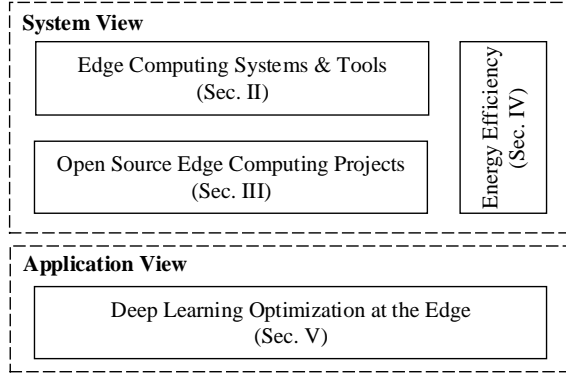 System View
Edge Computing Systems & Tools
(Sec. II)
Open Source Edge Computing Projects
(Sec. III)
Energy Efficiency
(Sec. IV)
Application View
Deep Learning Optimization at the Edge
(Sec. V)